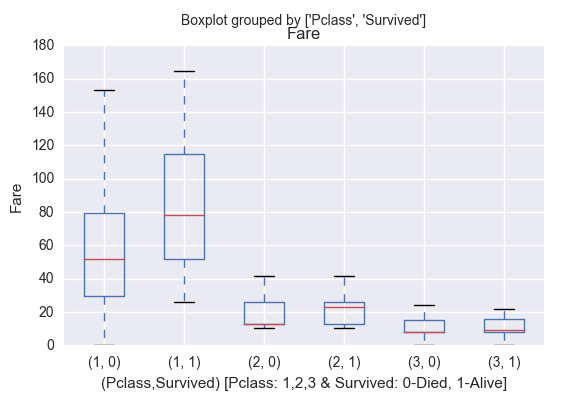 Boxplot grouped by ['Pclass', 'Survived']
Fare
180
160
140
120
100
80
60
40
20
0
Fare
(1, 0) (1, 1) (2, 0) (2, 1) (3, 0) (3, 1)
(Pclass,Survived) [Pclass: 1,2,3 & Survived: 0-Died, 1-Alive]